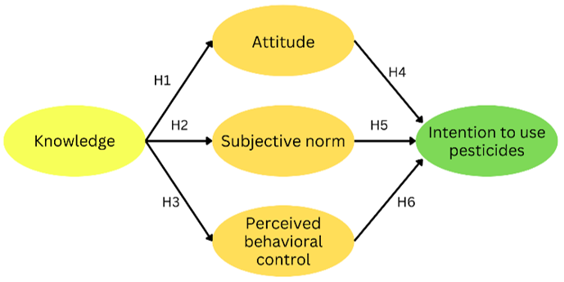 Attitude
H1
H4
Knowledge
H2
Subjective norm
H5
Intention to use
pesticides
H3
Perceived
behavioral
control
H6